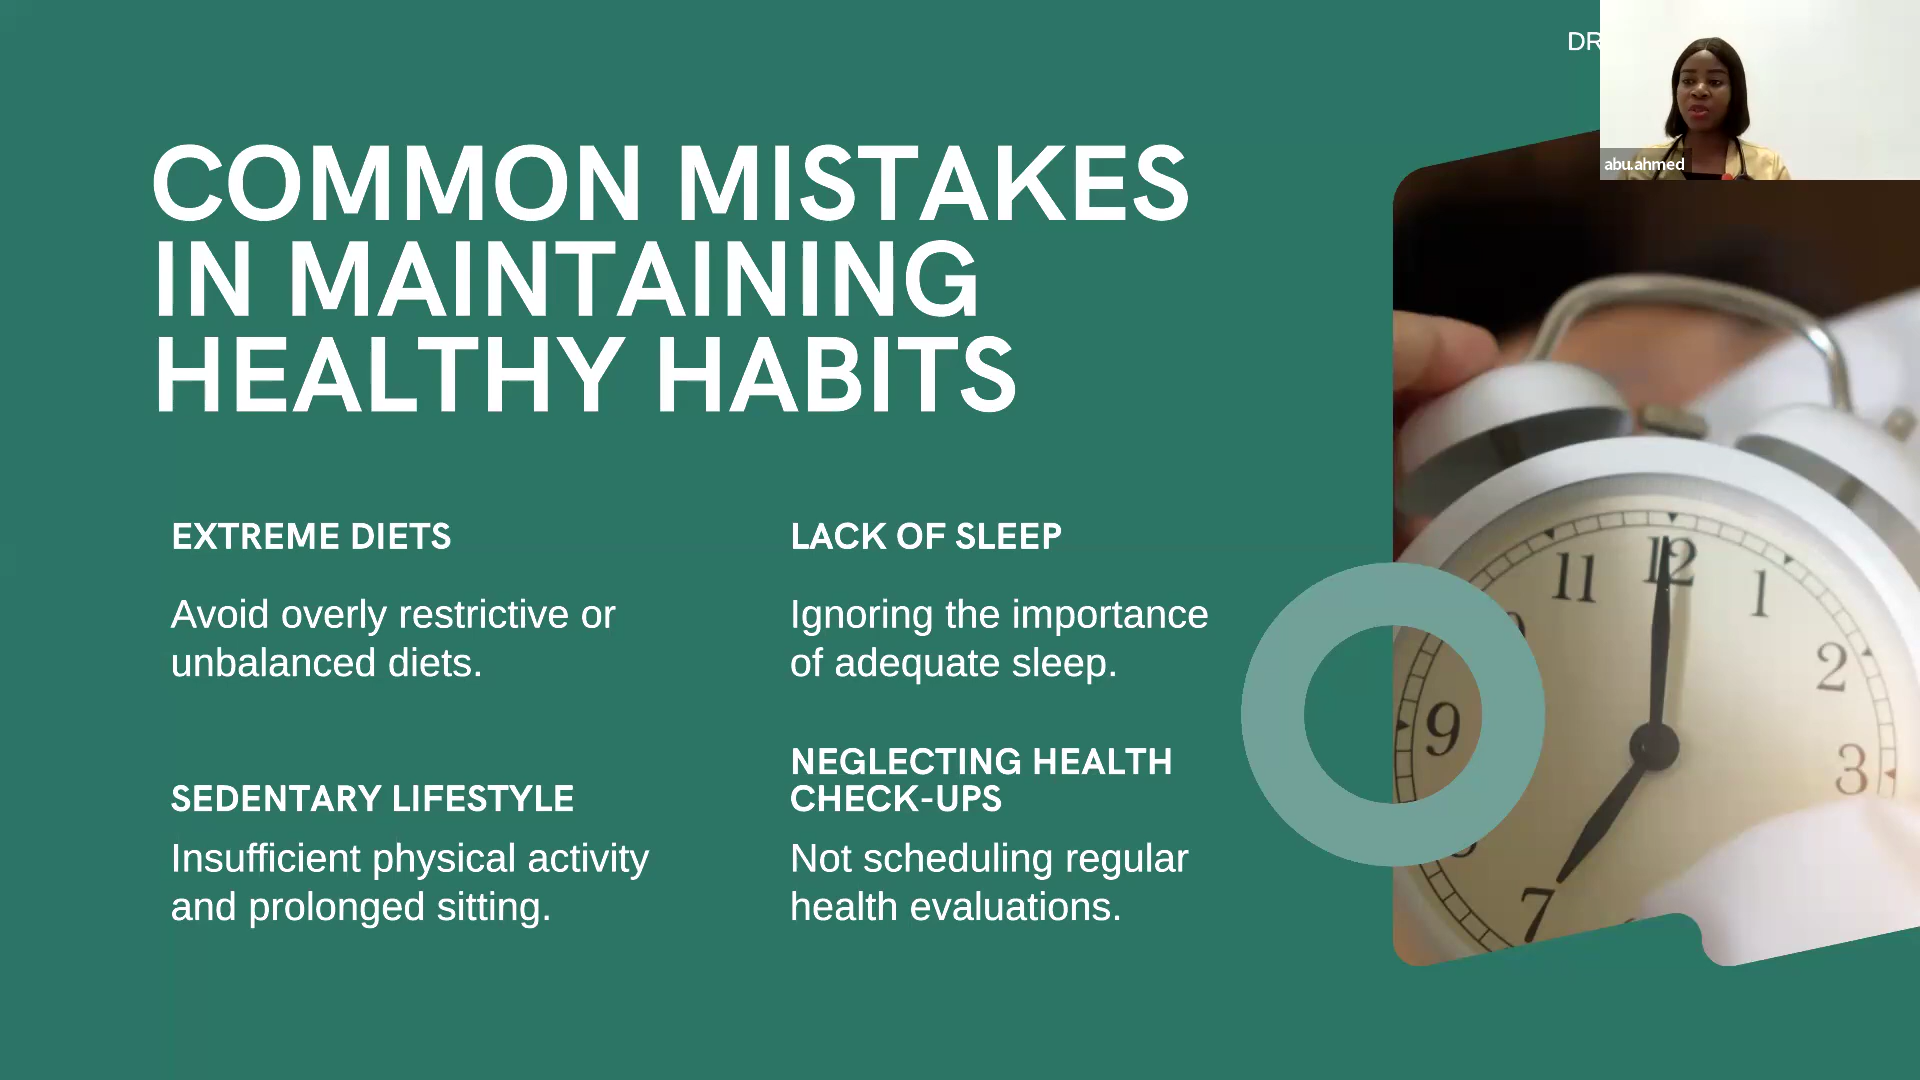 DR
COMMON MISTAKES
IN MAINTAINING
HEALTHY HABITS
EXTREME DIETS
Avoid overly restrictive or
unbalanced diets.
LACK OF SLEEP
Ignoring the importance
of adequate sleep.
SEDENTARY LIFESTYLE
Insufficient physical activity
and prolonged sitting.
NEGLECTING HEALTH
CHECK-UPS
Not scheduling regular
health evaluations.
abu.ahmed
11
12
1
2
9
3
7